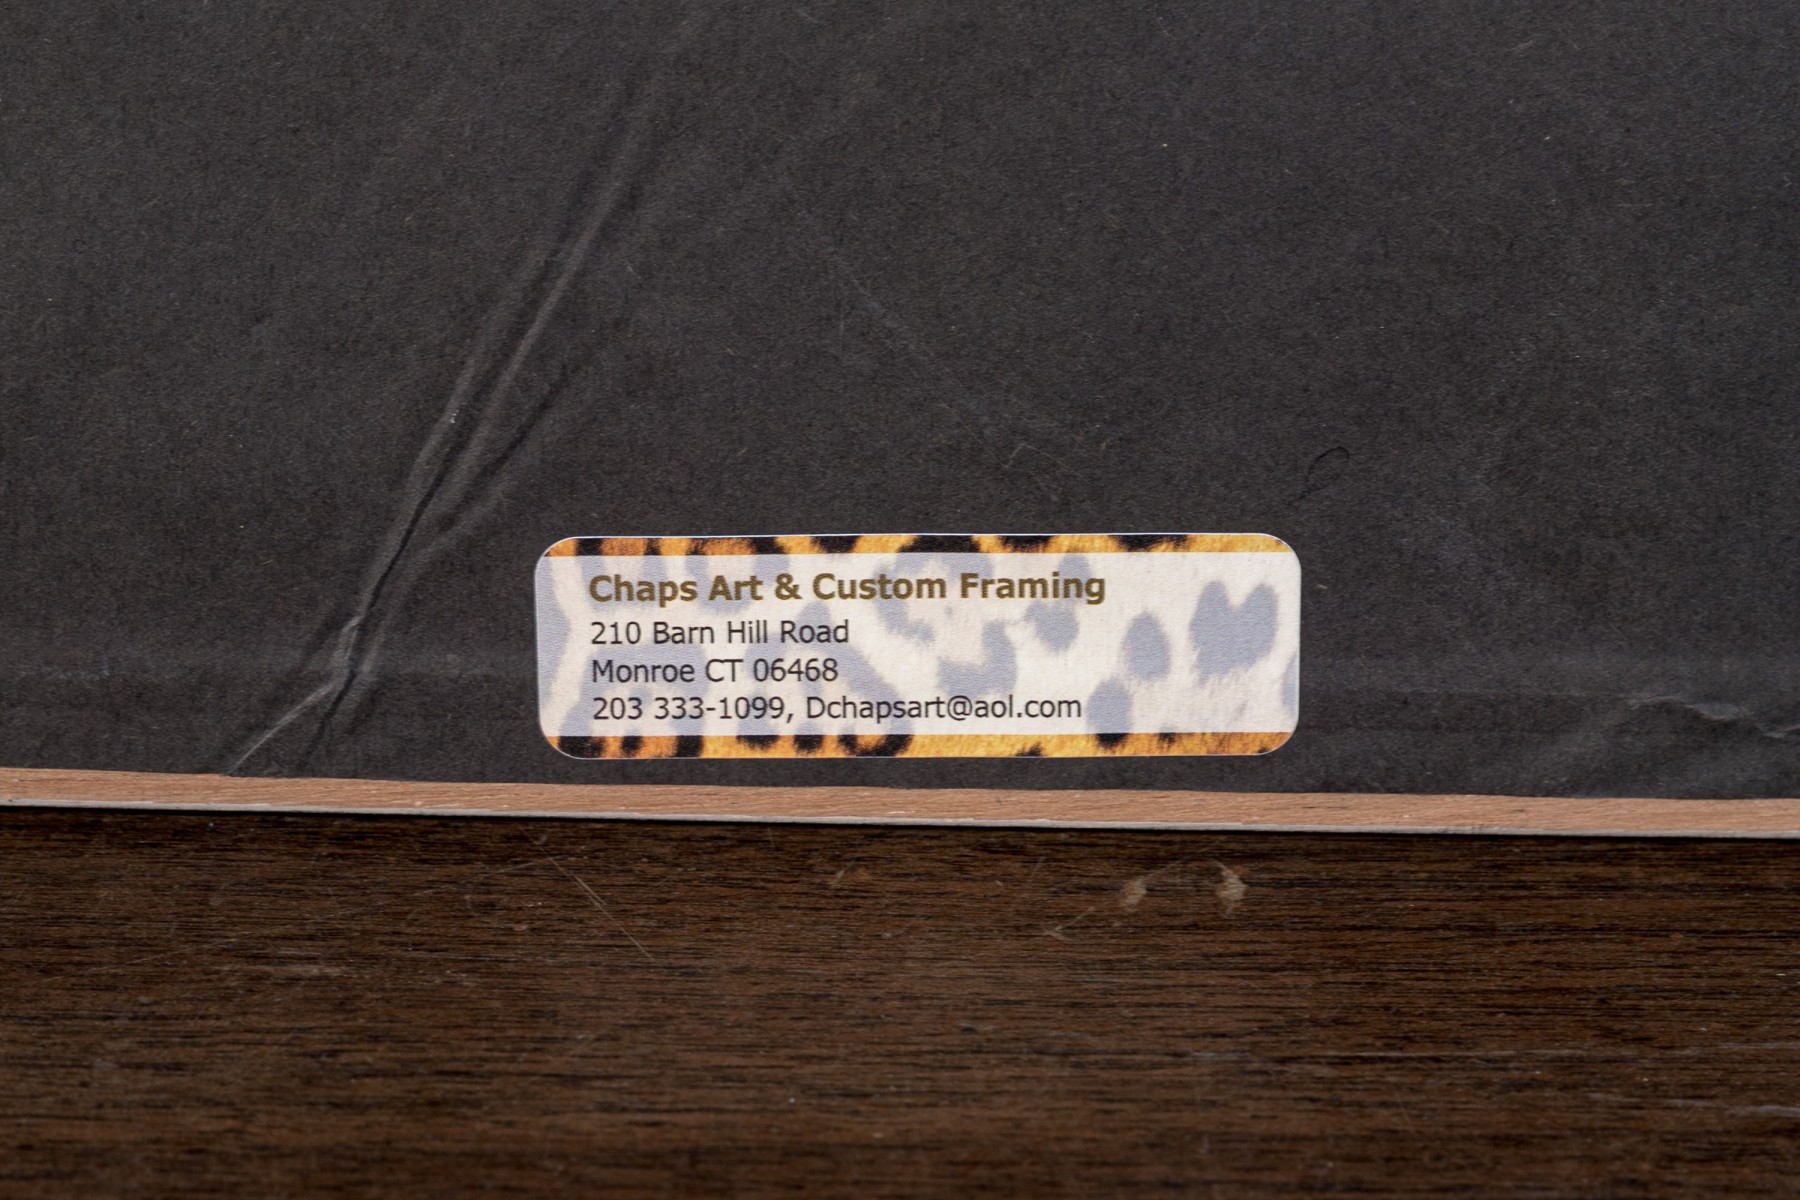 Chaps Art & Custom Framing
210 Barn Hill Road
Monroe CT 06468
203 333-1099, Dchapsart@aol.com